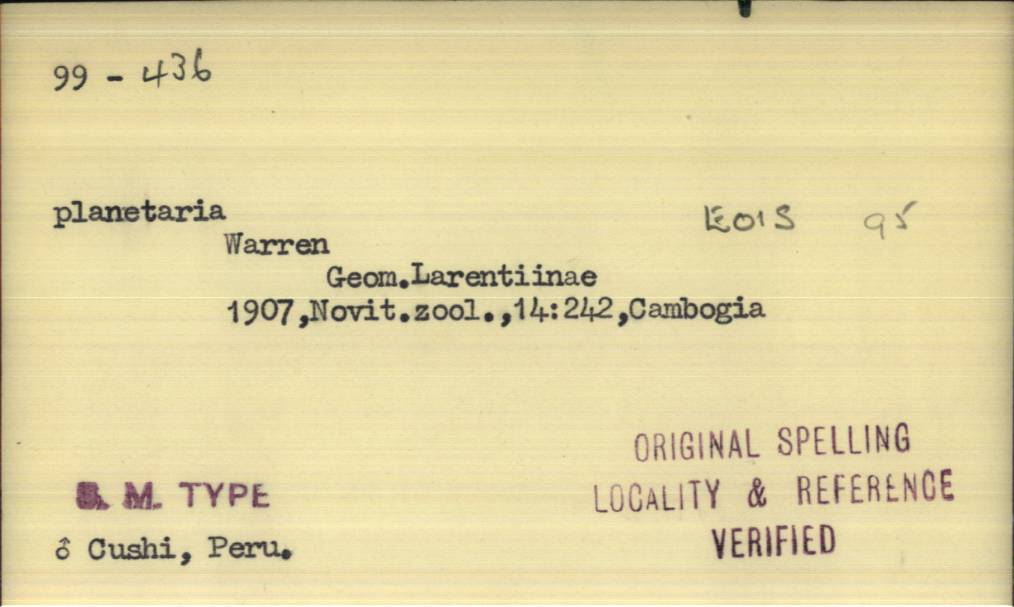 99 - 436
planetaria
EOIS 95
Warren
Geom.Larentiinae
1907,Novit.zool.,14:242,Cambogia
ORIGINAL SPELLING
LOCALITY & REFERENCE
VERIFIED
B. M. TYPE
♂ Cushi, Peru.